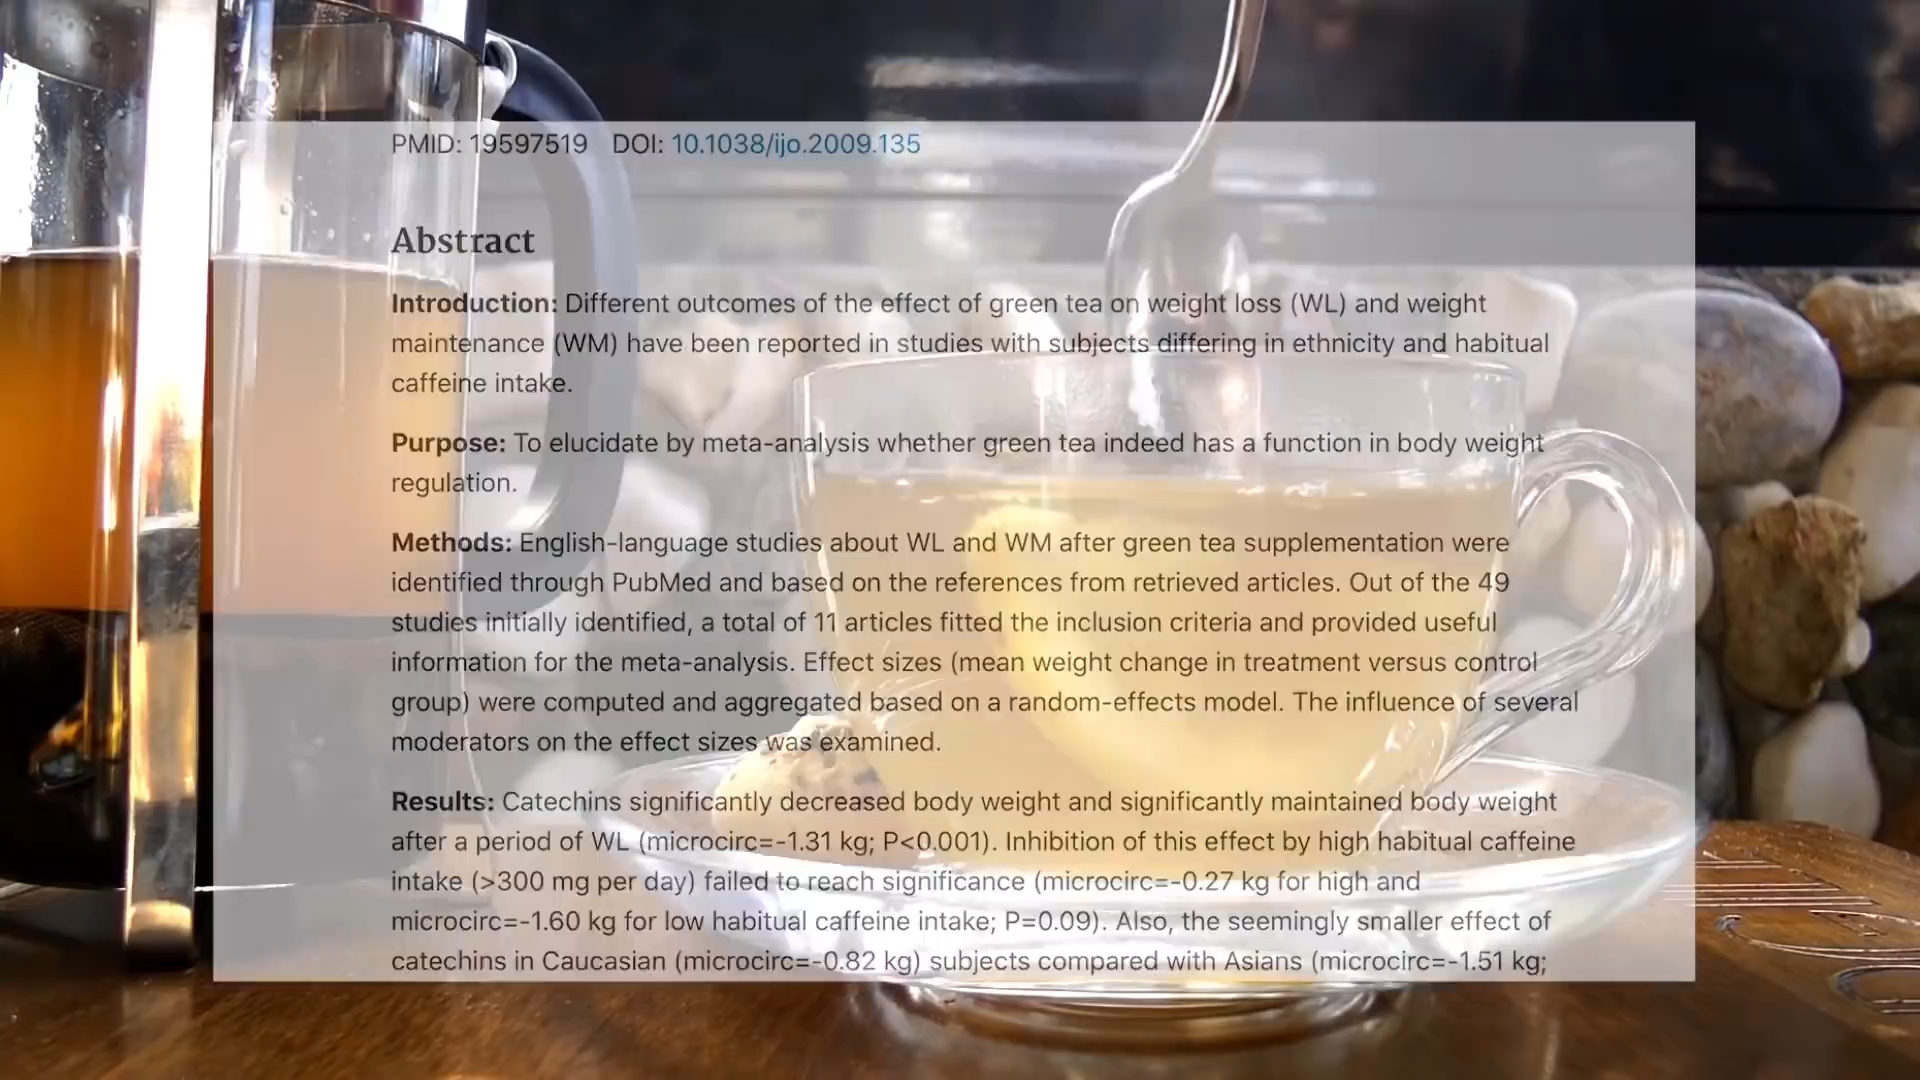 PMID: 19597519 DOI: 10.1038/ijo.2009.135
Abstract
Introduction: Different outcomes of the effect of green tea on weight loss (WL) and weight
maintenance (WM) have been reported in studies with subjects differing in ethnicity and habitual
caffeine intake.
Purpose: To elucidate by meta-analysis whether green tea indeed has a function in body weight
regulation.
Methods: English-language studies about WL and WM after green tea supplementation were
identified through PubMed and based on the references from retrieved articles. Out of the 49
studies initially identified, a total of 11 articles fitted the inclusion criteria and provided useful
information for the meta-analysis. Effect sizes (mean weight change in treatment versus control
group) were computed and aggregated based on a random-effects model. The influence of several
moderators on the effect sizes was examined.
Results: Catechins significantly decreased body weight and significantly maintained body weight
after a period of WL (microcirc=-1.31 kg; P<0.001). Inhibition of this effect by high habitual caffeine
intake (>300 mg per day) failed to reach significance (microcirc=-0.27 kg for high and
microcirc=-1.60 kg for low habitual caffeine intake; P=0.09). Also, the seemingly smaller effect of
catechins in Caucasian (microcirc=-0.82 kg) subjects compared with Asians (microcirc=-1.51 kg;